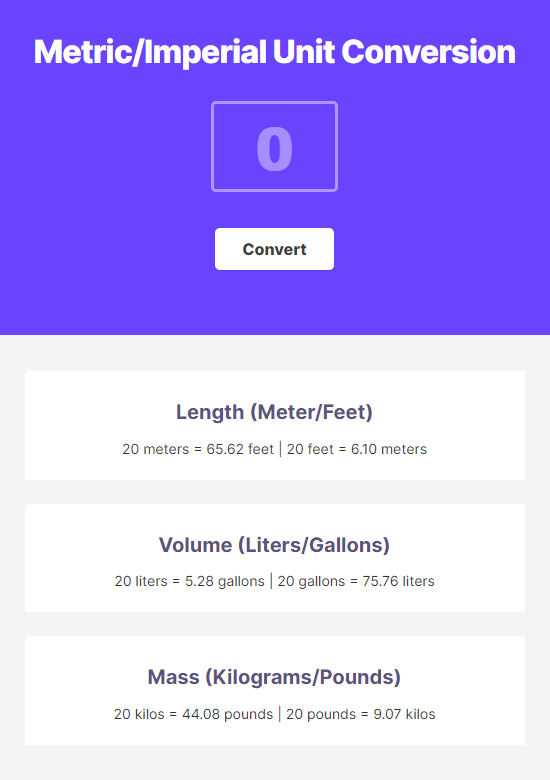 Metric/Imperial Unit Conversion
0
Convert
Length (Meter/Feet)
20 meters = 65.62 feet | 20 feet = 6.10 meters
Volume (Liters/Gallons)
20 liters = 5.28 gallons | 20 gallons = 75.76 liters
Mass (Kilograms/Pounds)
20 kilos = 44.08 pounds | 20 pounds = 9.07 kilos